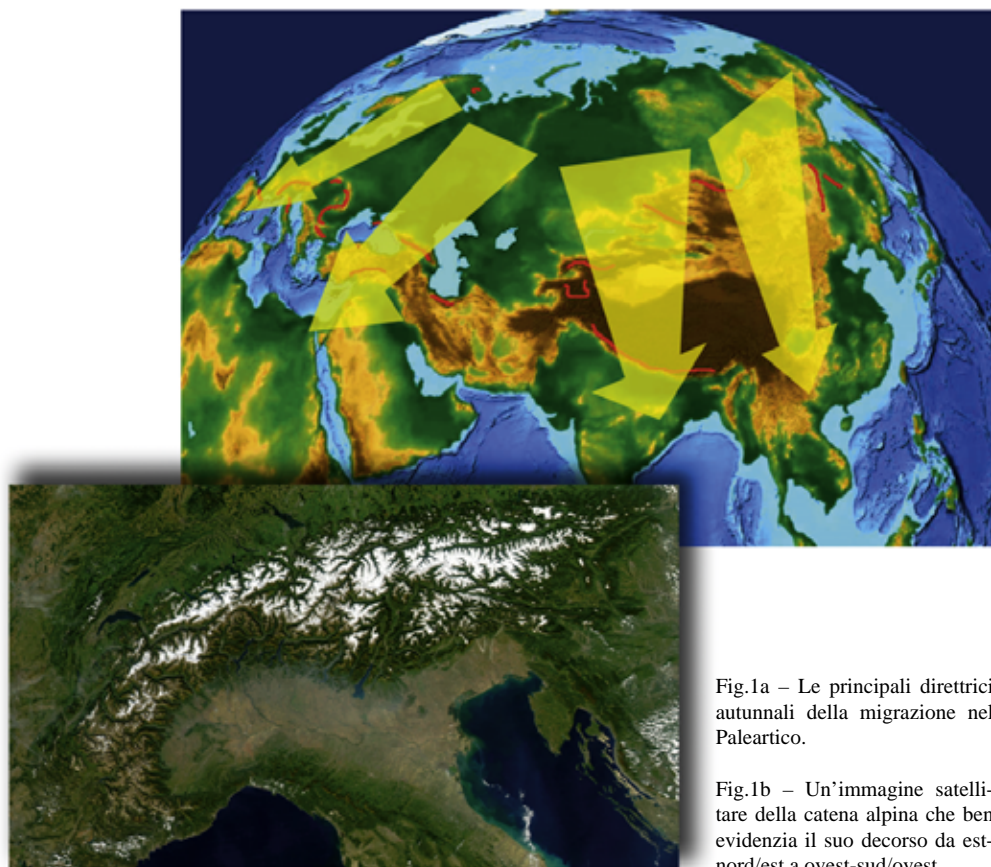 Fig.1a – Le principali direttrici
autunnali della migrazione nel
Paleartico.
Fig.1b – Un'immagine satelli-
tare della catena alpina che ben
evidenzia il suo decorso da est-
nord/est a ovest-sud/ovest